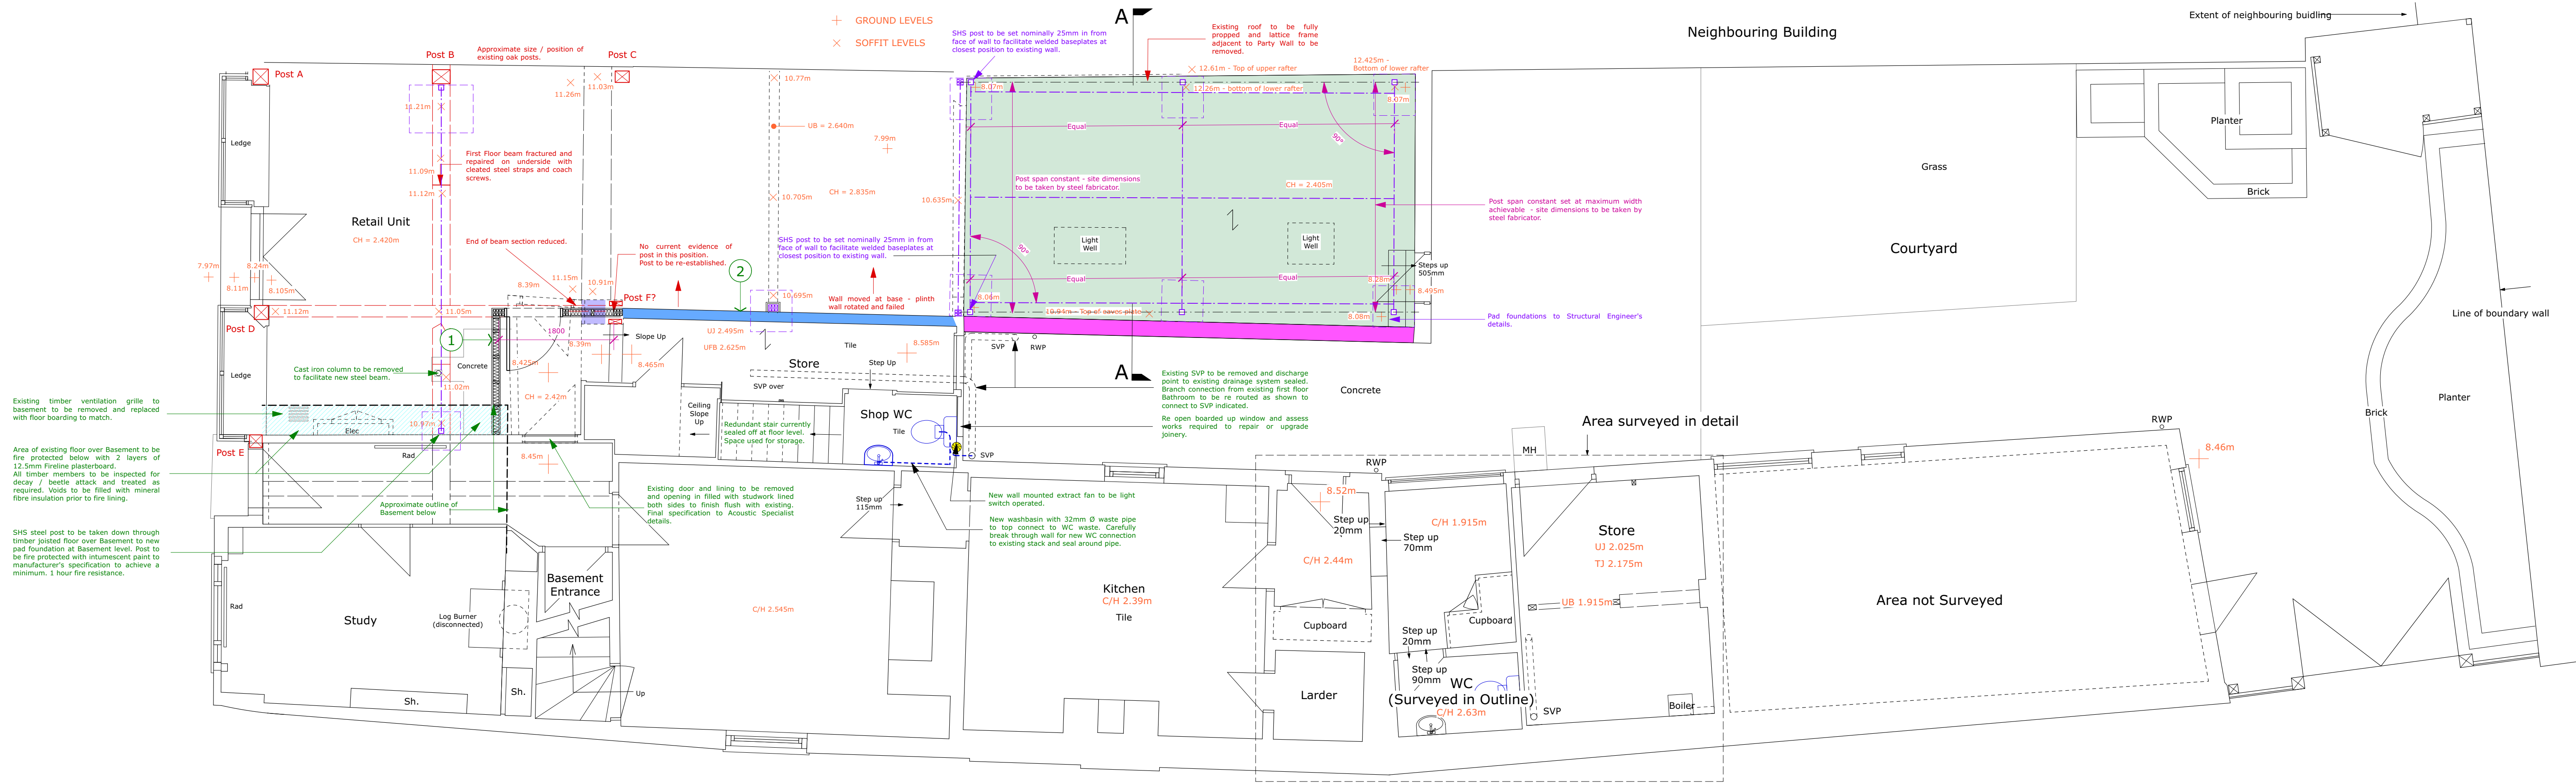 GROUND LEVELS
SOFFIT LEVELS
A
Neighbouring Building
Extent of neighbouring buidling
Post A
Post B
Approximate size / position of
existing oak posts.
Post C
SHS post to be set nominally 25mm in from
face of wall to facilitate welded baseplates at
closest position to existing wall.
Existing roof to be fully
propped and lattice frame
adjacent to Party Wall to be
removed.
12.61m - Top of upper rafter
12.425m -
Bottom of lower rafter
12.26m - bottom of lower rafter
8.07m
8.07m
11.26m
11.03m
10.77m
11.21m
UB = 2.640m
7.99m
Equal
Equal
90°
Ledge
First Floor beam fractured and
repaired on underside with
cleated steel straps and coach
screws.
11.09m
11.12m
CH = 2.835m
10.705m
10.635m
Post span constant - site dimensions
to be taken by steel fabricator.
CH = 2.405m
Post span constant set at maximum width
achievable - site dimensions to be taken by
steel fabricator.
Planter
Grass
Brick
Courtyard
Retail Unit
CH = 2.420m
End of beam section reduced.
No current evidence of
post in this position.
Post to be re-established.
SHS post to be set nominally 25mm in from
face of wall to facilitate welded baseplates at
closest position to existing wall.
Light
Well
Light
Well
90°
Steps up
505mm
7.97m
8.24m
8.11m
8.105m
11.15m
10.91m
8.39m
2
Equal
Equal
8.28m
8.495m
Post F?
10.695m
Wall moved at base - plinth
wall rotated and failed
8.06m
10.94m - Top of eaves plate
8.08m
Pad foundations to Structural Engineer's
details.
Line of boundary wall
Post D
11.12m
11.05m
1
1800
8.39m
Slope Up
UJ 2.495m
UFB 2.625m
Tile
8.585m
SVP
RWP
8.425m
8.465m
Store
Step Up
Ledge
Cast iron column to be removed
to facilitate new steel beam.
Concrete
11.02m
CH = 2.42m
SVP over
A
Existing SVP to be removed and discharge
point to existing drainage system sealed.
Branch connection from existing first floor
Bathroom to be re routed as shown to
connect to SVP indicated.
Re open boarded up window and assess
works required to repair or upgrade
joinery.
Concrete
Existing timber ventilation grille to
basement to be removed and replaced
with floor boarding to match.
Elec
10.97m
Ceiling
Slope
Up
Redundant stair currently
sealed off at floor level.
Space used for storage.
Shop WC
Tile
SVP
Area surveyed in detail
RWP
Brick
Planter
8.46m
Post E
Rad
8.45m
MH
RWP
Area of existing floor over Basement to be
fire protected below with 2 layers of
12.5mm Fireline plasterboard.
All timber members to be inspected for
decay / beetle attack and treated as
required. Voids to be filled with mineral
fibre insulation prior to fire lining.
Approximate outline of
Basement below
Existing door and lining to be removed
and opening in filled with studwork lined
both sides to finish flush with existing.
Final specification to Acoustic Specialist
details.
Step up
115mm
New wall mounted extract fan to be light
switch operated.
New washbasin with 32mm Ø waste pipe
to top connect to WC waste. Carefully
break through wall for new WC connection
to existing stack and seal around pipe.
8.52m
Step up
20mm
C/H 1.915m
Step up
70mm
Store
UJ 2.025m
TJ 2.175m
SHS steel post to be taken down through
timber joisted floor over Basement to new
pad foundation at Basement level. Post to
be fire protected with intumescent paint to
manufacturer's specification to achieve a
minimum. 1 hour fire resistance.
C/H 2.44m
Basement
Entrance
Kitchen
C/H 2.39m
Tile
UB 1.915m
Area not Surveyed
Rad
Study
Log Burner
(disconnected)
C/H 2.545m
Cupboard
Cupboard
Step up
20mm
Step up
90mm
Sh.
Sh.
Up
Larder
WC
(Surveyed in Outline)
C/H 2.63m
SVP
Boiler